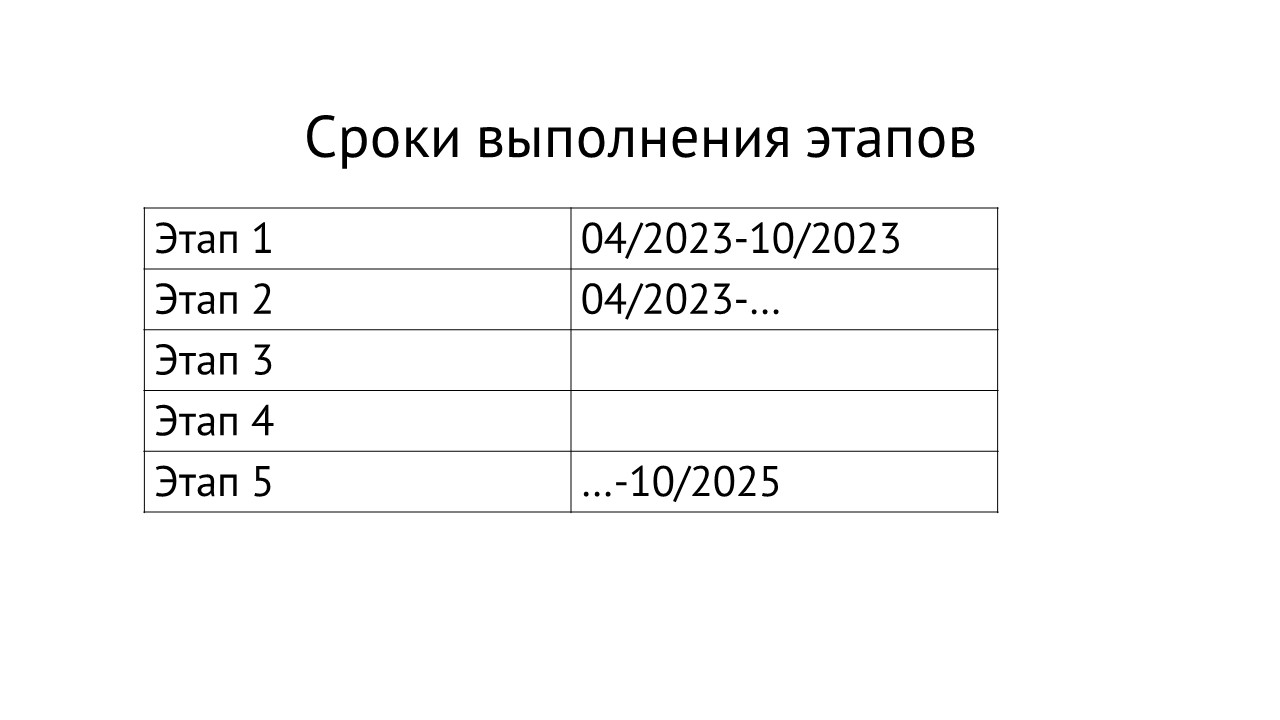 Сроки выполнения этапов
Этап 1 04/2023-10/2023
Этап 2 04/2023-...
Этап 3
Этап 4
Этап 5 ...-10/2025